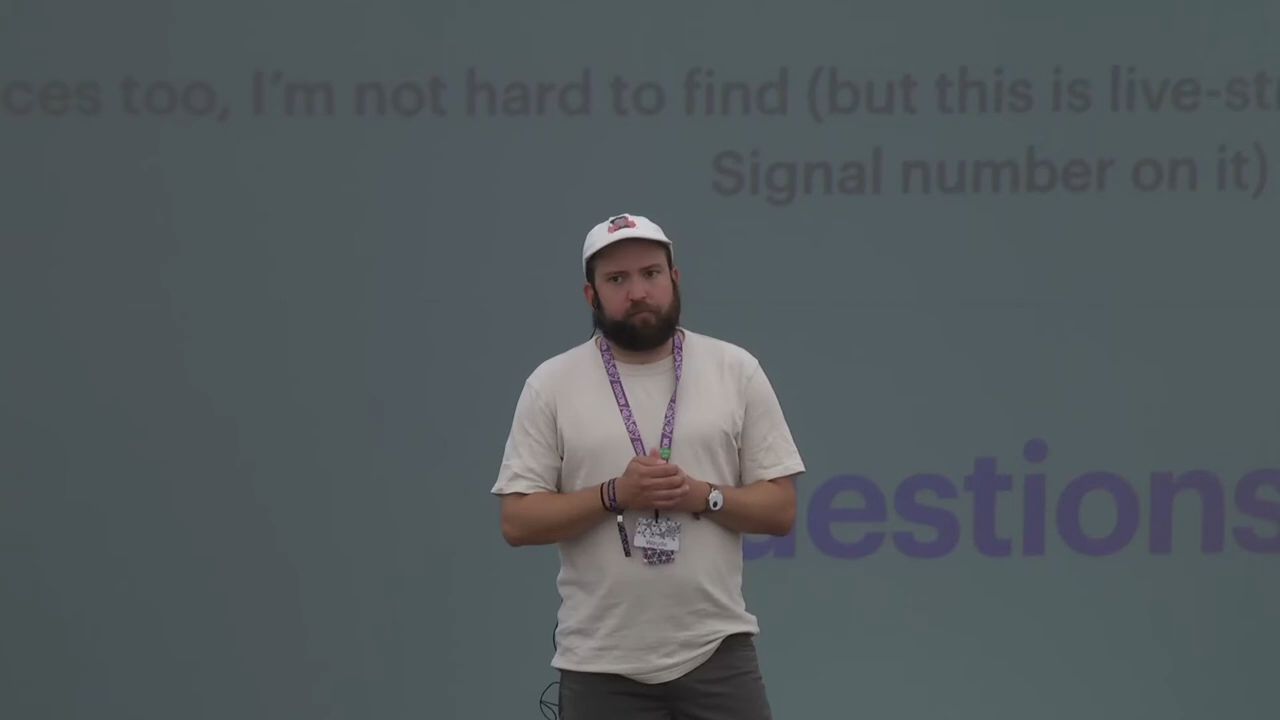 ces too, I'm not hard to find (but this is live-st
Signal number on it)
uestions